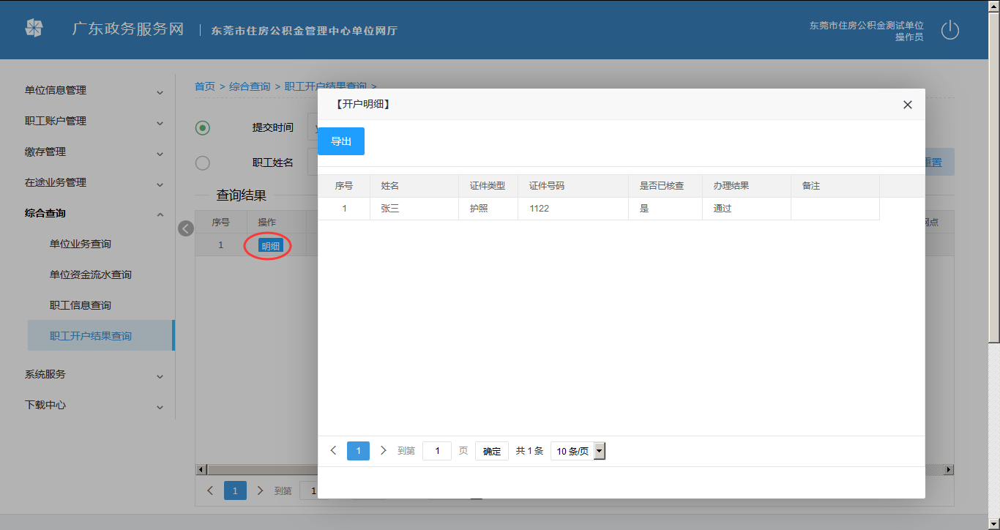 广东政务服务网 | 东莞市住房公积金管理中心单位网厅
东莞市住房公积金测试单位
操作员
单位信息管理
职工账户管理
缴存管理
在途业务管理
综合查询
单位业务查询
单位资金流水查询
职工信息查询
职工开户结果查询
系统服务
下载中心
首页 > 综合查询 > 职工开户结果查询 >
提交时间
职工姓名
重置
查询结果
序号 操作
1 明细
到第 1
【开户明细】
导出
序号 姓名 证件类型 证件号码 是否已核查 办理结果 备注
1 张三 护照 1122 是 通过
1 到第 1 页 确定 共 1 条 10 条/页
1